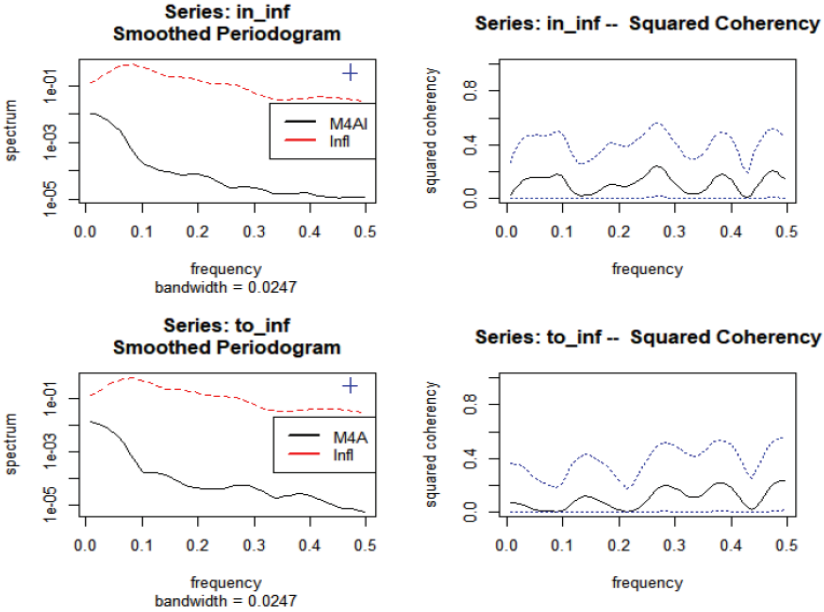 Series: in_inf
Smoothed Periodogram
spectrum
1e-01
1e-03
1e-05
M4AI
Infl
0.0 0.1 0.2 0.3 0.4 0.5
frequency
bandwidth = 0.0247
Series: in_inf -- Squared Coherency
squared coherency
0.8
0.4
0.0
0.0 0.1 0.2 0.3 0.4 0.5
frequency
Series: to_inf
Smoothed Periodogram
spectrum
1e-01
1e-03
1e-05
M4A
Infl
0.0 0.1 0.2 0.3 0.4 0.5
frequency
bandwidth = 0.0247
Series: to_inf -- Squared Coherency
squared coherency
0.8
0.4
0.0
0.0 0.1 0.2 0.3 0.4 0.5
frequency